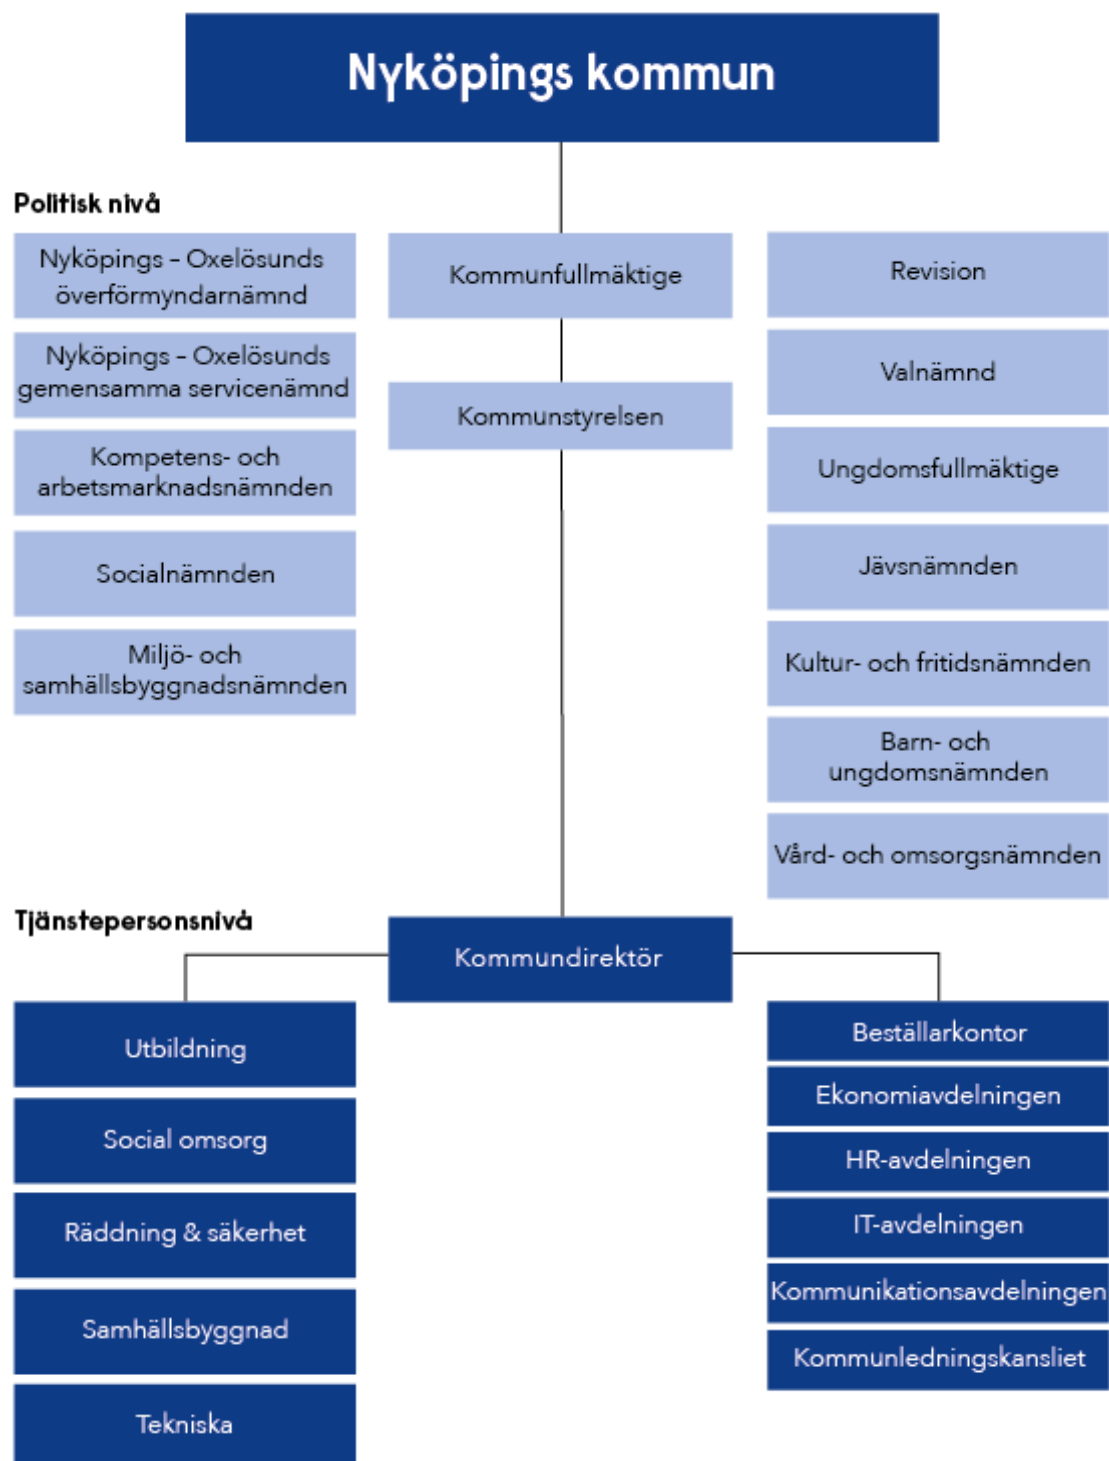 Nyköpings kommun
Politisk nivå
Nyköpings – Oxelösunds
överförmyndarnämnd
Nyköpings – Oxelösunds
gemensamma servicenämnd
Kompetens- och
arbetsmarknadsnämnden
Socialnämnden
Miljö- och
samhällsbyggnadsnämnden
Kommunfullmäktige
Kommunstyrelsen
Revision
Valnämnd
Ungdomsfullmäktige
Jävsnämnden
Kultur- och fritidsnämnden
Barn- och
ungdomsnämnden
Vård- och omsorgsnämnden
Tjänstepersonsnivå
Kommundirektör
Utbildning
Social omsorg
Räddning & säkerhet
Samhällsbyggnad
Tekniska
Beställarkontor
Ekonomiavdelningen
HR-avdelningen
IT-avdelningen
Kommunikationsavdelningen
Kommunledningskansliet